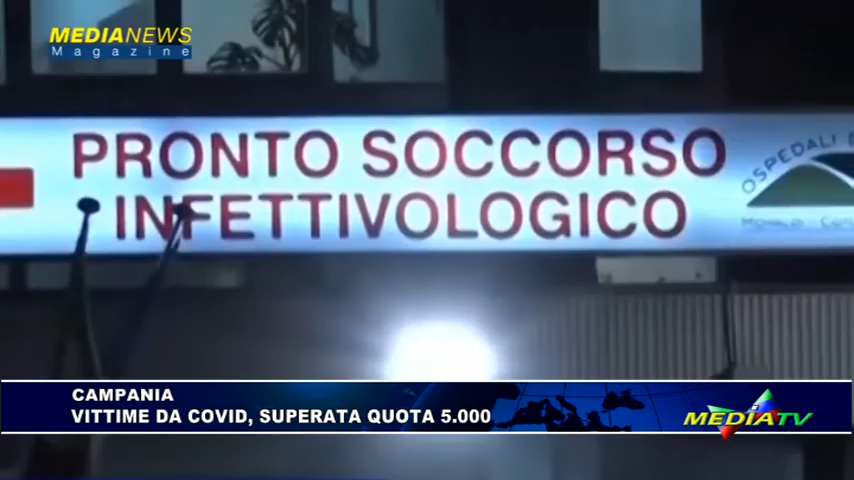 MEDIANEWS
Magazine
PRONTO SOCCORSO
INFETTIVOLOGICO
OSPEDALI
CAMPANIA
VITTIME DA COVID, SUPERATA QUOTA 5.000
MEDIATV